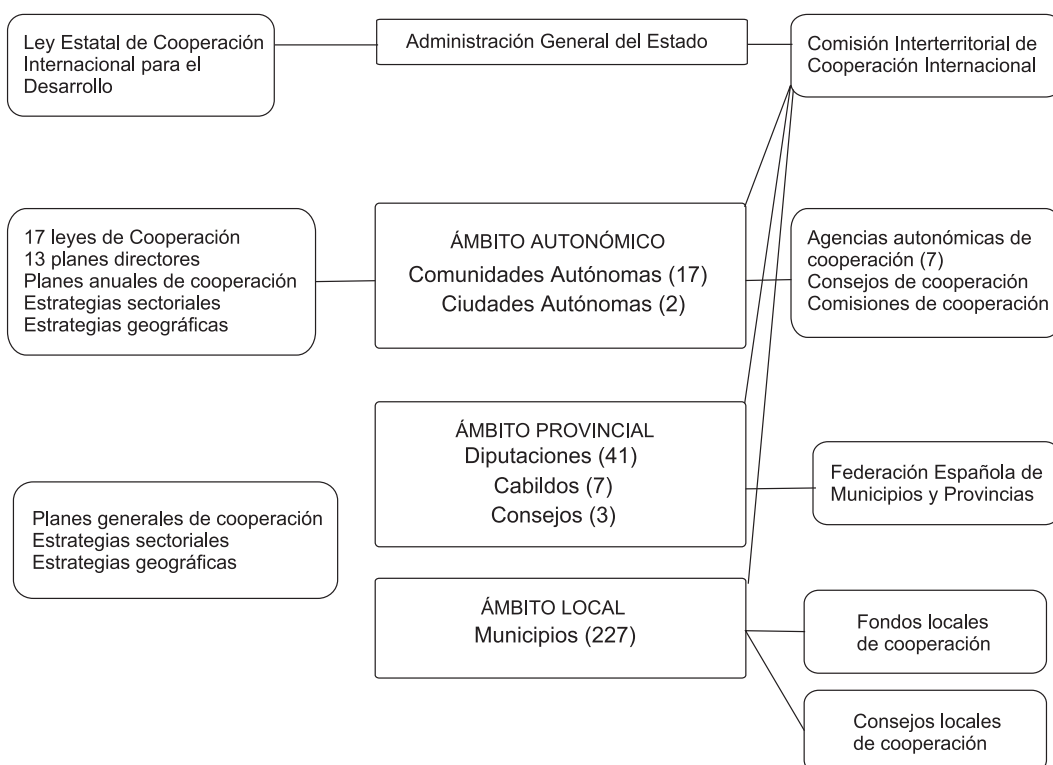 Ley Estatal de Cooperación
Internacional para el
Desarrollo
Administración General del Estado
Comisión Interterritorial de
Cooperación Internacional
17 leyes de Cooperación
13 planes directores
Planes anuales de cooperación
Estrategias sectoriales
Estrategias geográficas
ÁMBITO AUTONÓMICO
Comunidades Autónomas (17)
Ciudades Autónomas (2)
Agencias autonómicas de
cooperación (7)
Consejos de cooperación
Comisiones de cooperación
Planes generales de cooperación
Estrategias sectoriales
Estrategias geográficas
ÁMBITO PROVINCIAL
Diputaciones (41)
Cabildos (7)
Consejos (3)
Federación Española de
Municipios y Provincias
ÁMBITO LOCAL
Municipios (227)
Fondos locales
de cooperación
Consejos locales
de cooperación